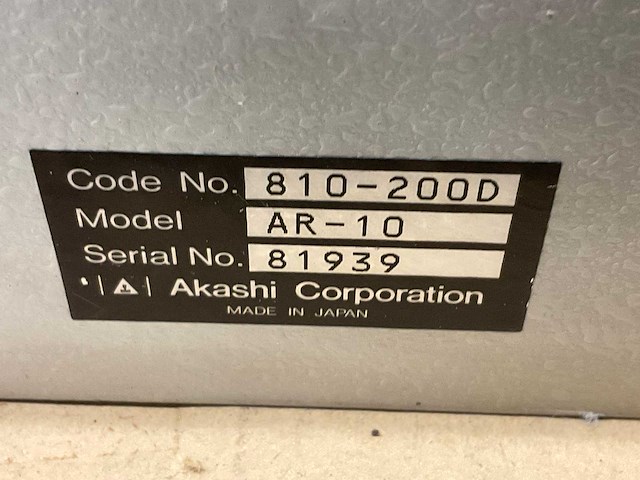 Code No. 810-200D
Model AR-10
Serial No. 81939
Akashi Corporation
MADE IN JAPAN